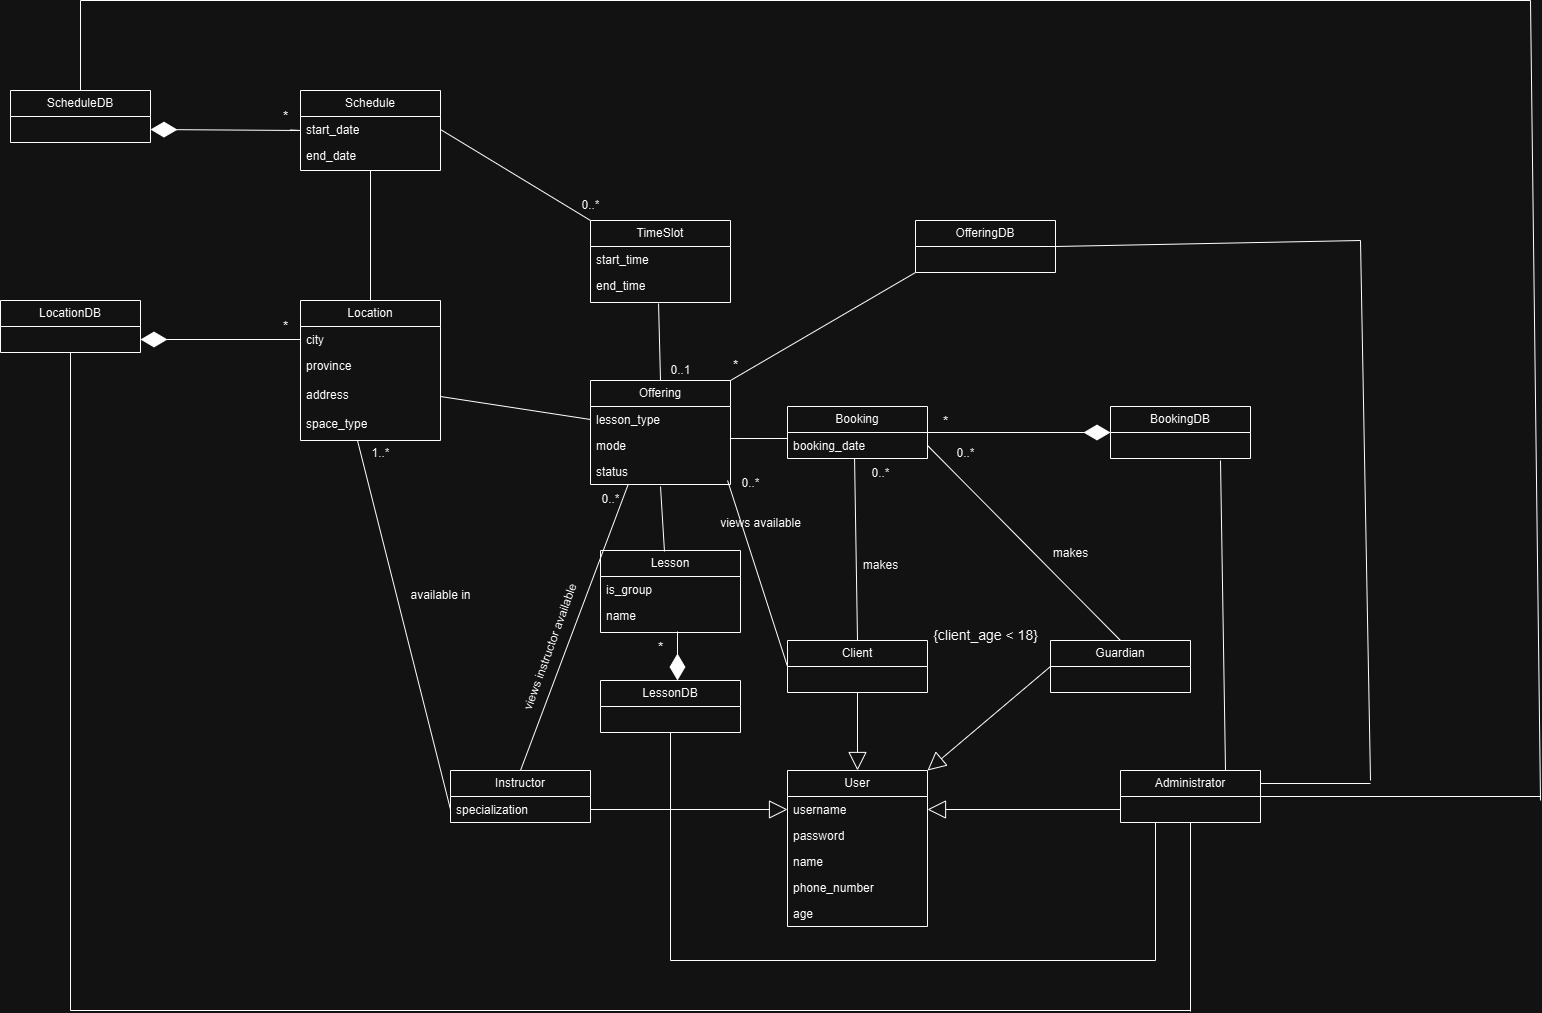 ScheduleDB
*
Schedule
start_date
end_date
0..*
TimeSlot
start_time
end_time
OfferingDB
LocationDB
*
Location
city
province
address
space_type
1..*
0..1
*
Offering
lesson_type
mode
status
0..*
0..*
Booking
booking_date
*
0..*
0..*
BookingDB
views available
makes
makes
available in
views instructor available
Lesson
is_group
name
*
LessonDB
Client
{client_age < 18}
Guardian
Instructor
specialization
User
username
password
name
phone_number
age
Administrator